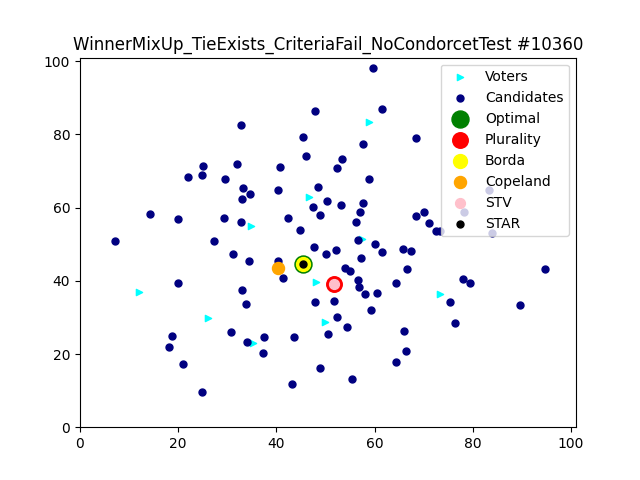 WinnerMixUp_TieExists_CriteriaFail_NoCondorcetTest #10360
100
80
60
40
20
0
0 20 40 60 80 100
Voters
Candidates
Optimal
Plurality
Borda
Copeland
STV
STAR